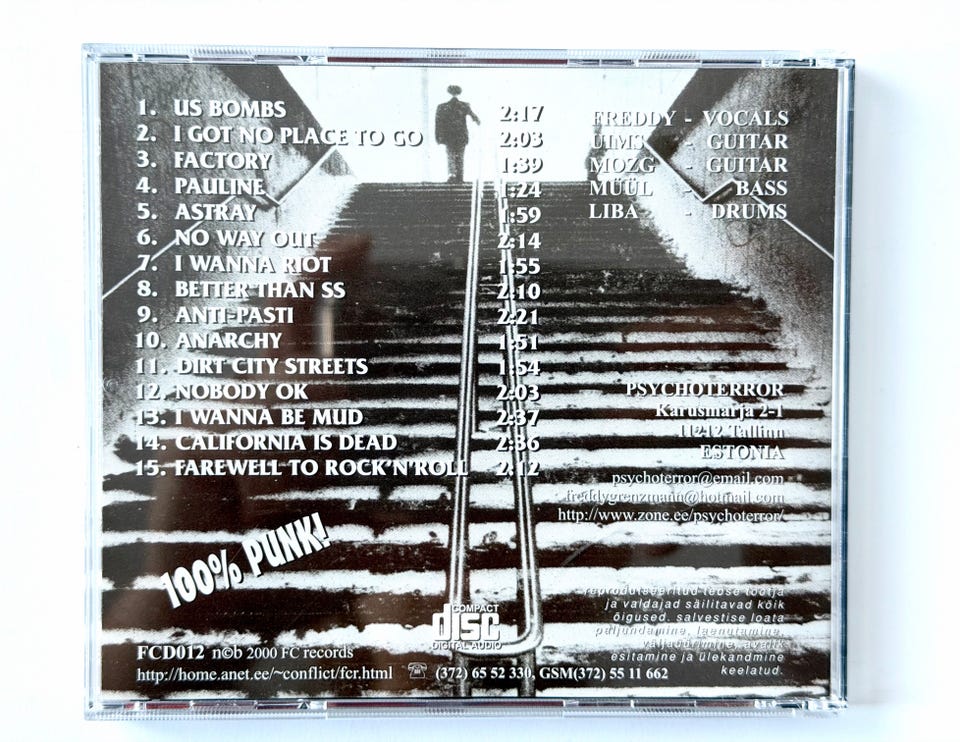 1. US BOMBS 2:17
2. I GOT NO PLACE TO GO 2:03
3. FACTORY 1:39
4. PAULINE 1:24
5. ASTRAY 1:59
6. NO WAY OUT 2:14
7. I WANNA RIOT 1:55
8. BETTER THAN SS 2:10
9. ANTI-PASTI 2:21
10. ANARCHY 1:51
11. DIRT CITY STREETS 1:54
12. NOBODY OK 2:03
13. I WANNA BE MUD 2:37
14. CALIFORNIA IS DEAD 2:36
15. FAREWELL TO ROCK'N'ROLL 2:12
FREDDY - VOCALS
UIMS - GUITAR
MOZG - GUITAR
MÜÜL - BASS
LIBA - DRUMS
PSYCHOTERROR
Karusmarja 2-1
11212 Tallinn
ESTONIA
psychoterror@email.com
freddygrenzmann@hotmail.com
http://www.zone.ee/psychoterror/
100% PUNK!
COMPACT
disc
DIGITAL AUDIO
tootja
ja valdajad säilitavad kõik
õigused. salvestise loata
paljundamine, laenutamine,
avalik
esitamine ja ülekandmine
keelatud.
FCD012 n©b 2000 FC records
http://home.anet.ee/~conflict/fcr.html ☏ (372) 65 52 330, GSM(372) 55 11 662